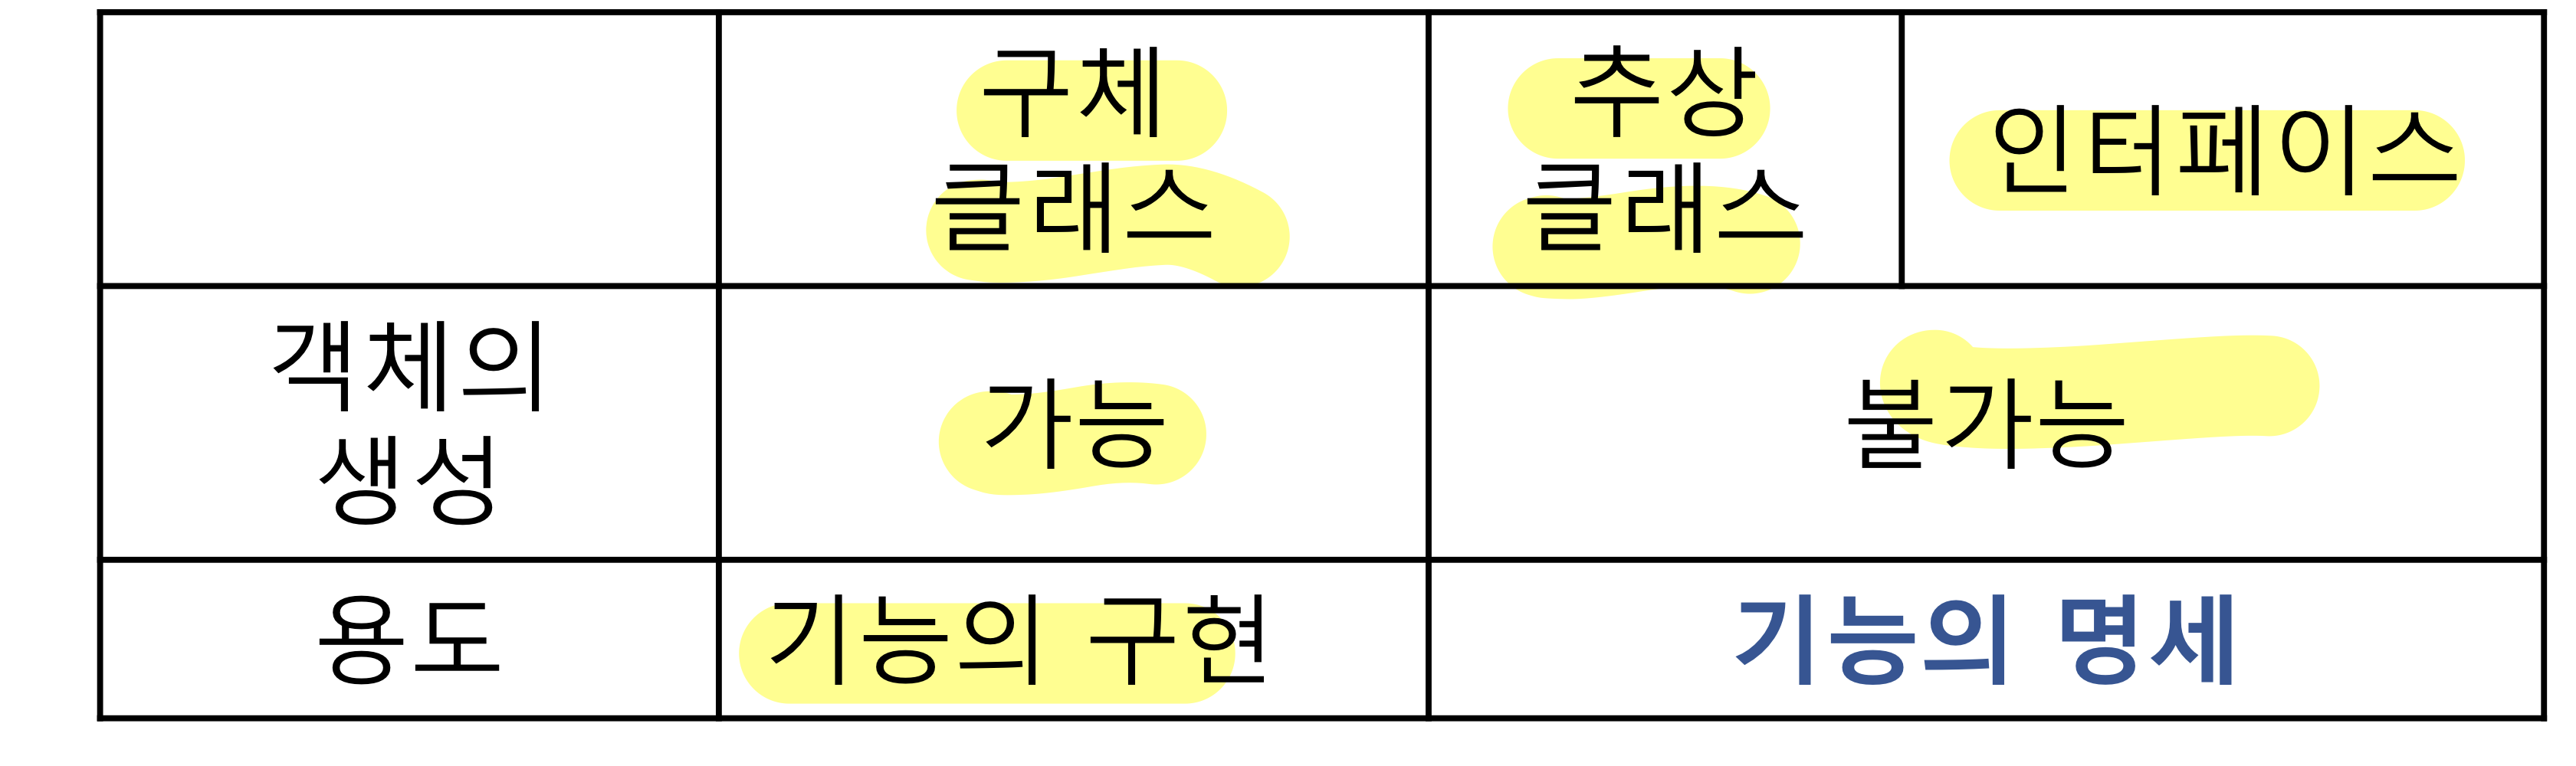 구체
클래스
추상
클래스
인터페이스
객체의
생성
가능
불가능
용도
기능의 구현
기능의 명세